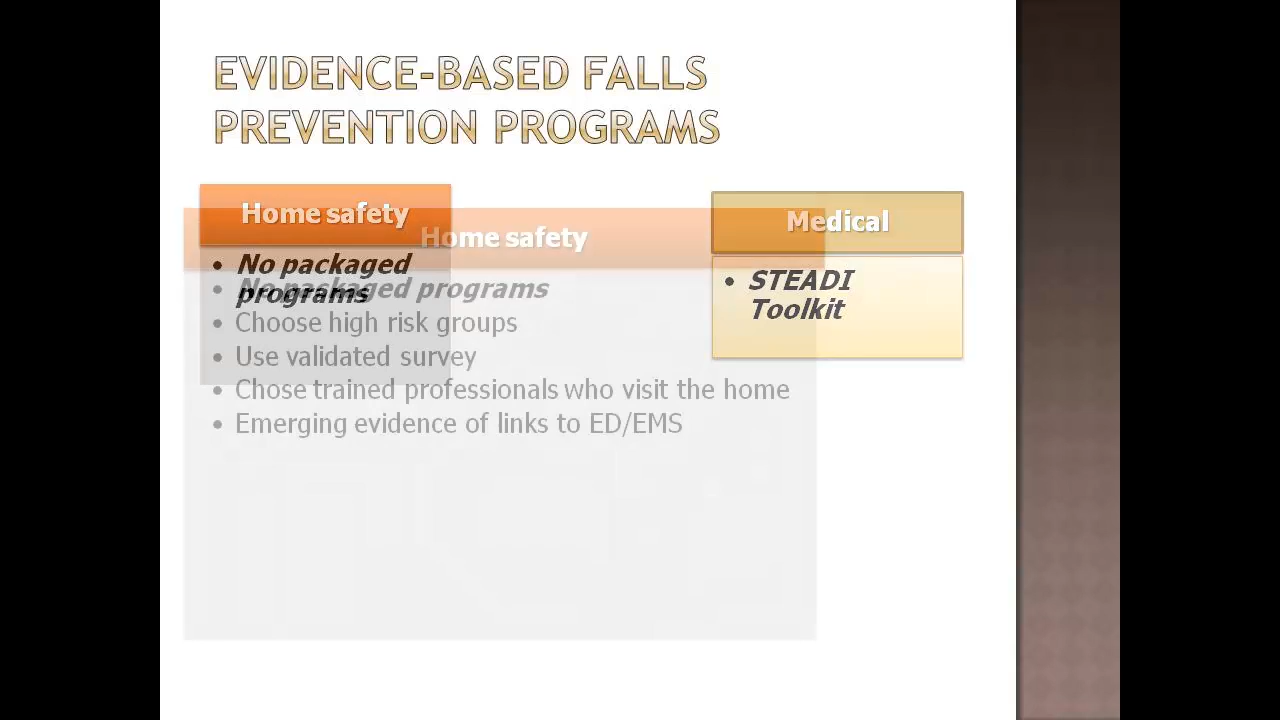 EVIDENCE-BASED FALLS
PREVENTION PROGRAMS
Home safety
• No packaged
programs
Home safety
• No packaged programs
• Choose high risk groups
• Use validated survey
• Chose trained professionals who visit the home
• Emerging evidence of links to ED/EMS
Medical
• STEADI
Toolkit